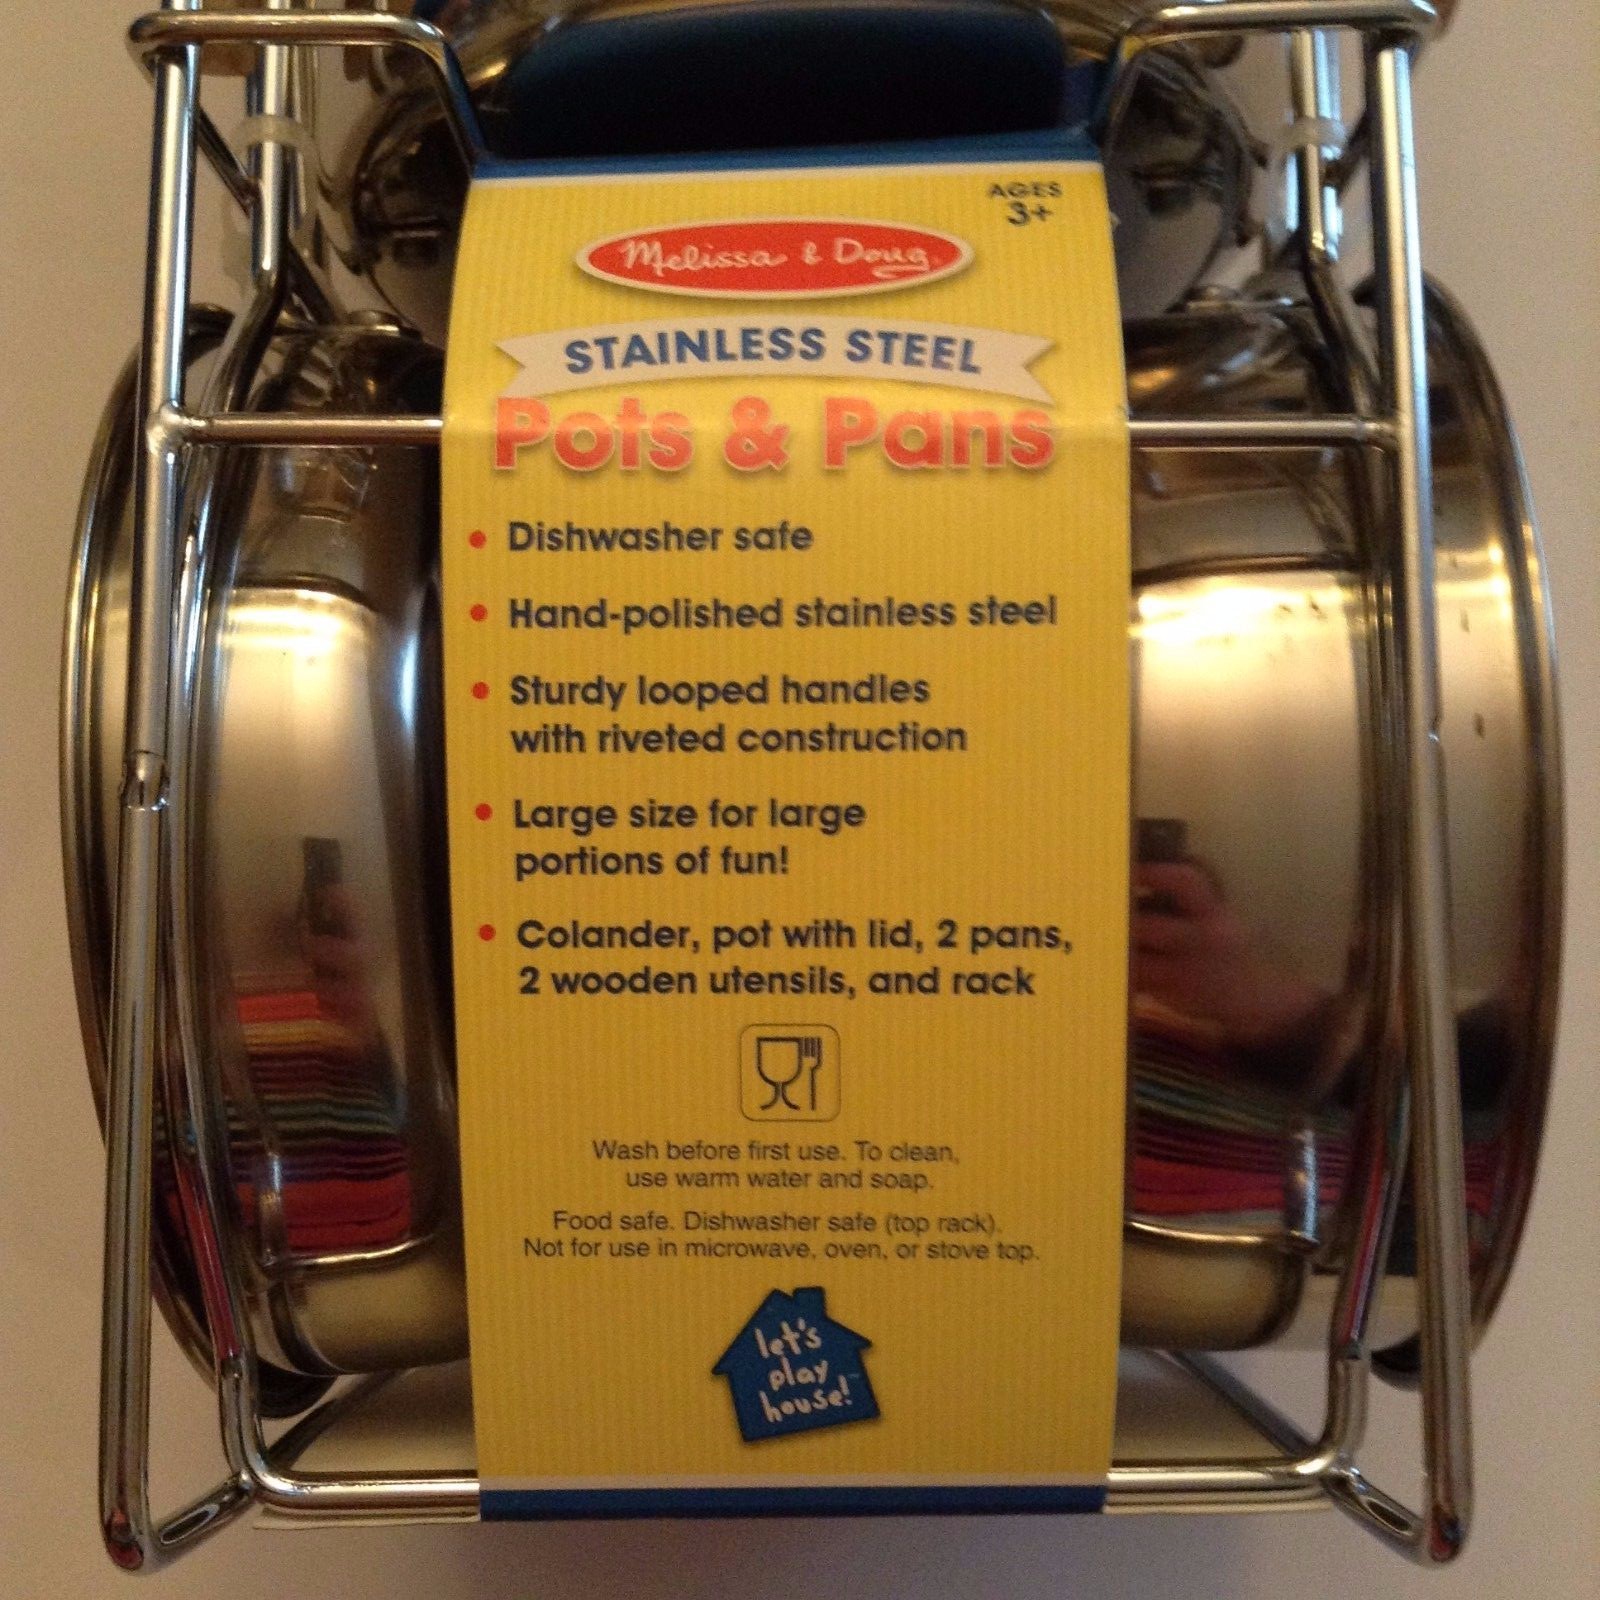 AGES
3+
Melissa & Doug
STAINLESS STEEL
Pots & Pans
• Dishwasher safe
• Hand-polished stainless steel
• Sturdy looped handles
with riveted construction
• Large size for large
portions of fun!
• Colander, pot with lid, 2 pans,
2 wooden utensils, and rack
Wash before first use. To clean,
use warm water and soap.
Food safe. Dishwasher safe (top rack).
Not for use in microwave, oven, or stove top.
let's
play
house!™